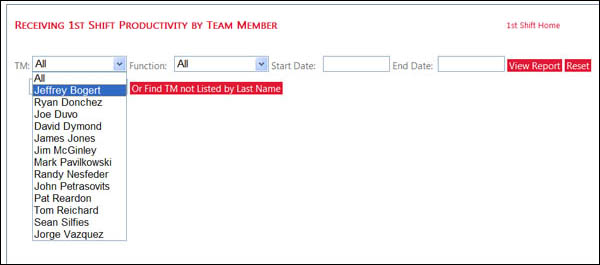 RECEIVING 1ST SHIFT PRODUCTIVITY BY TEAM MEMBER
1st Shift Home
TM: All Function: All Start Date: End Date: View Report Reset
All
Jeffrey Bogert Or Find TM not Listed by Last Name
Ryan Donchez
Joe Duvo
David Dymond
James Jones
Jim McGinley
Mark Pavilkowski
Randy Nesfeder
John Petrasovits
Pat Reardon
Tom Reichard
Sean Silfies
Jorge Vazquez